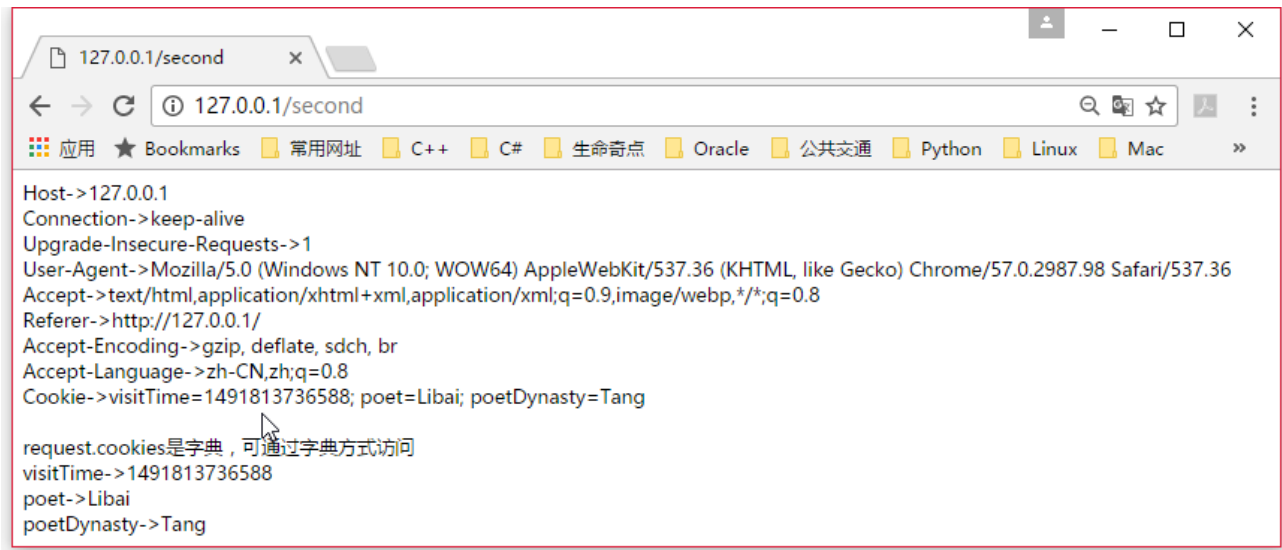 127.0.0.1/second
127.0.0.1/second
应用 Bookmarks 常用网址 C++ C# 生命奇点 Oracle 公共交通 Python Linux Mac »
Host->127.0.0.1
Connection->keep-alive
Upgrade-Insecure-Requests->1
User-Agent->Mozilla/5.0 (Windows NT 10.0; WOW64) AppleWebKit/537.36 (KHTML, like Gecko) Chrome/57.0.2987.98 Safari/537.36
Accept->text/html,application/xhtml+xml,application/xml;q=0.9,image/webp,*/*;q=0.8
Referer->http://127.0.0.1/
Accept-Encoding->gzip, deflate, sdch, br
Accept-Language->zh-CN,zh;q=0.8
Cookie->visitTime=1491813736588; poet=Libai; poetDynasty=Tang
request.cookies是字典，可通过字典方式访问
visitTime->1491813736588
poet->Libai
poetDynasty->Tang